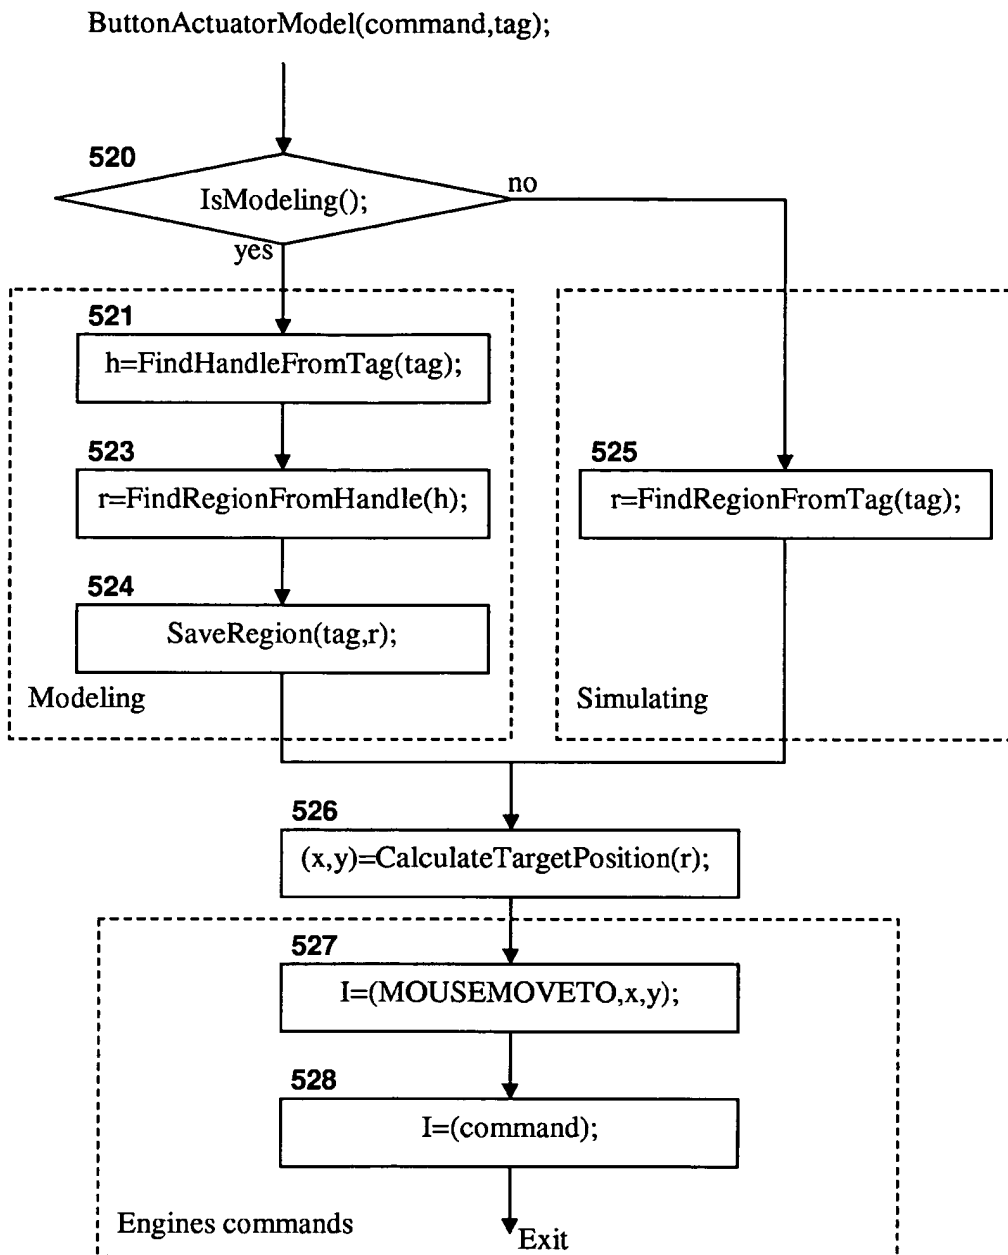 ButtonActuatorModel(command,tag);
520
IsModeling();
no
yes
521
h=FindHandleFromTag(tag);
523
r=FindRegionFromHandle(h);
524
SaveRegion(tag,r);
Modeling
525
r=FindRegionFromTag(tag);
Simulating
526
(x,y)=CalculateTargetPosition(r);
527
I=(MOUSEMOVETO,x,y);
528
I=(command);
Engines commands
Exit